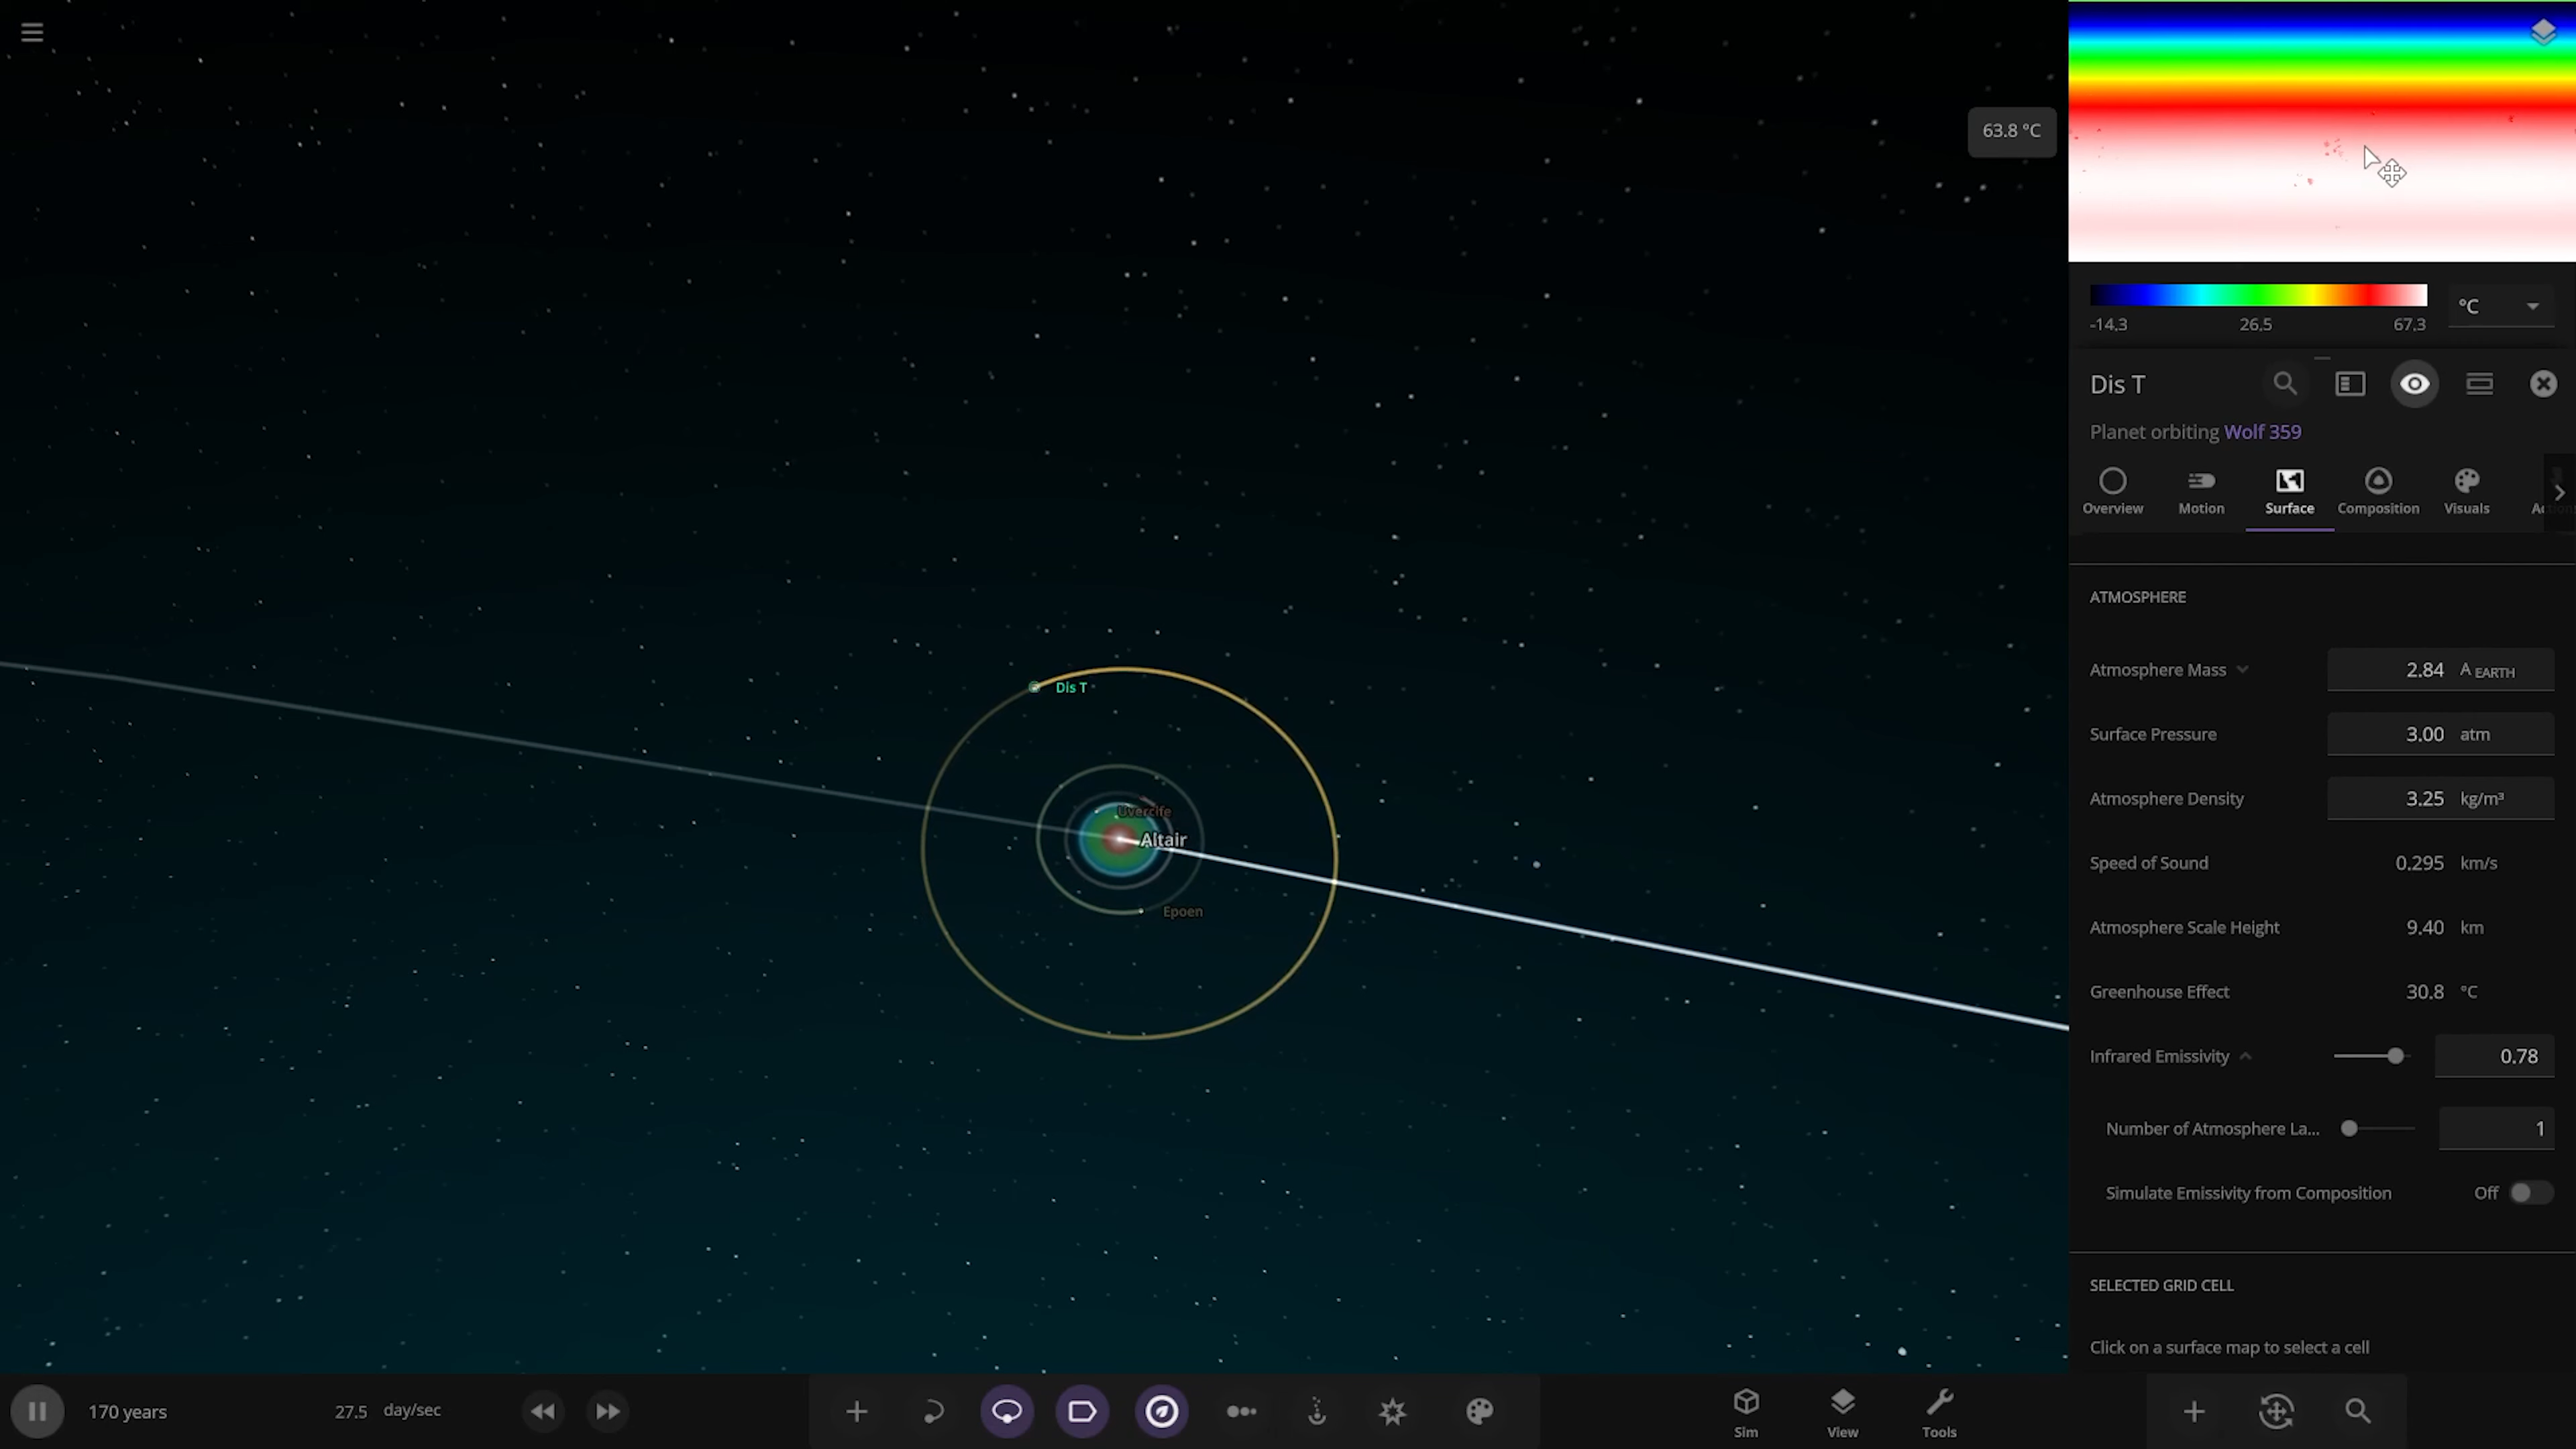 63.8 °C
-14.3 26.5 67.3
°C
Dis T
Planet orbiting Wolf 359
Overview Motion Surface Composition Visuals
ATMOSPHERE
Atmosphere Mass 2.84 A EARTH
Surface Pressure 3.00 atm
Atmosphere Density 3.25 kg/m³
Speed of Sound 0.295 km/s
Atmosphere Scale Height 9.40 km
Greenhouse Effect 30.8 °C
Infrared Emissivity 0.78
Number of Atmosphere La... 1
Simulate Emissivity from Composition Off
SELECTED GRID CELL
Click on a surface map to select a cell
Dis T
Uvercife
Altair
Epoen
170 years 27.5 day/sec
Sim View Tools